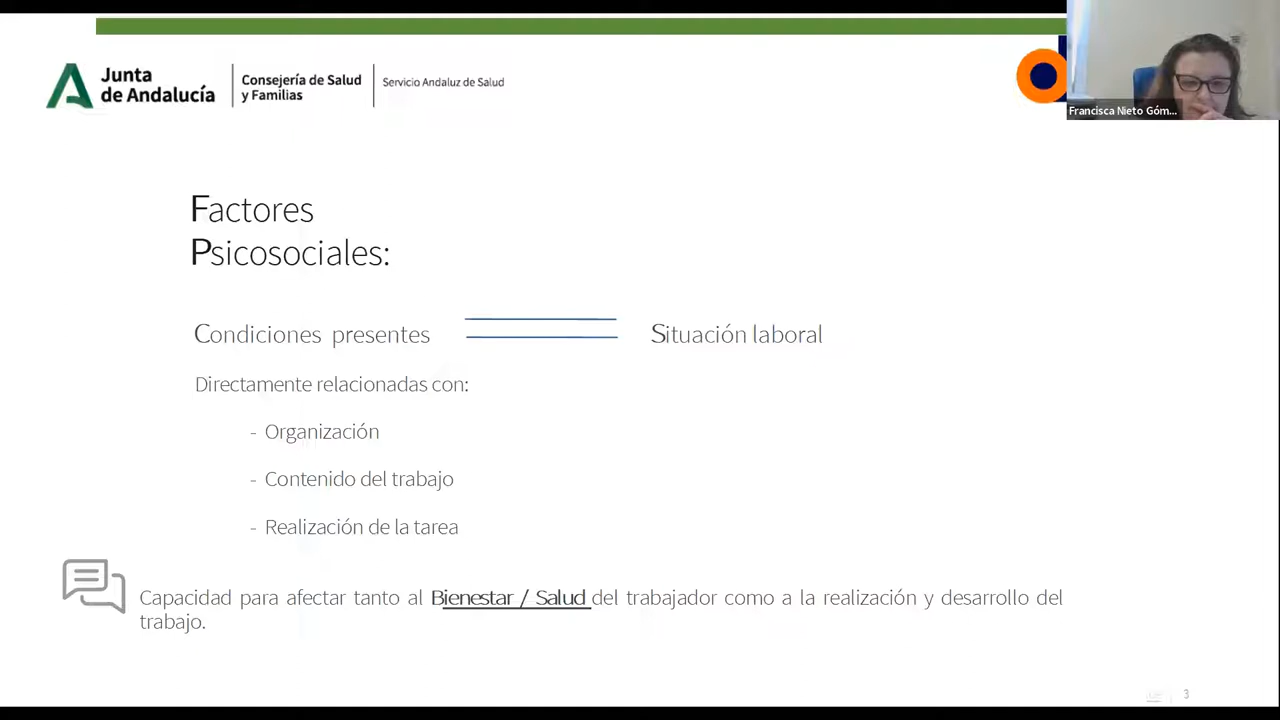 Junta
de Andalucía
Consejería de Salud
y Familias
Servicio Andaluz de Salud
Francisca Nieto Góm...
Factores
Psicosociales:
Condiciones presentes
Situación laboral
Directamente relacionadas con:
- Organización
- Contenido del trabajo
- Realización de la tarea
Capacidad para afectar tanto al Bienestar / Salud del trabajador como a la realización y desarrollo del
trabajo.
3